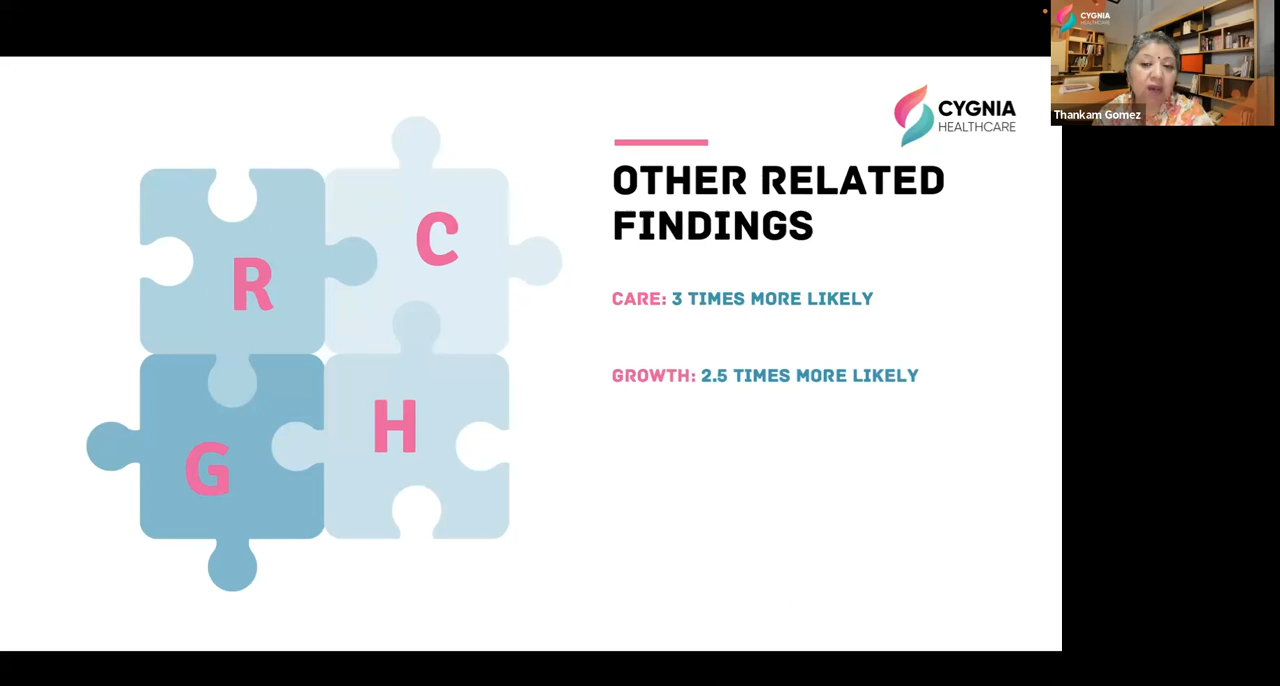 R
C
G
H
CYGNIA
HEALTHCARE
OTHER RELATED
FINDINGS
CARE: 3 TIMES MORE LIKELY
GROWTH: 2.5 TIMES MORE LIKELY
CYGNIA
HEALTHCARE
Thankam Gomez